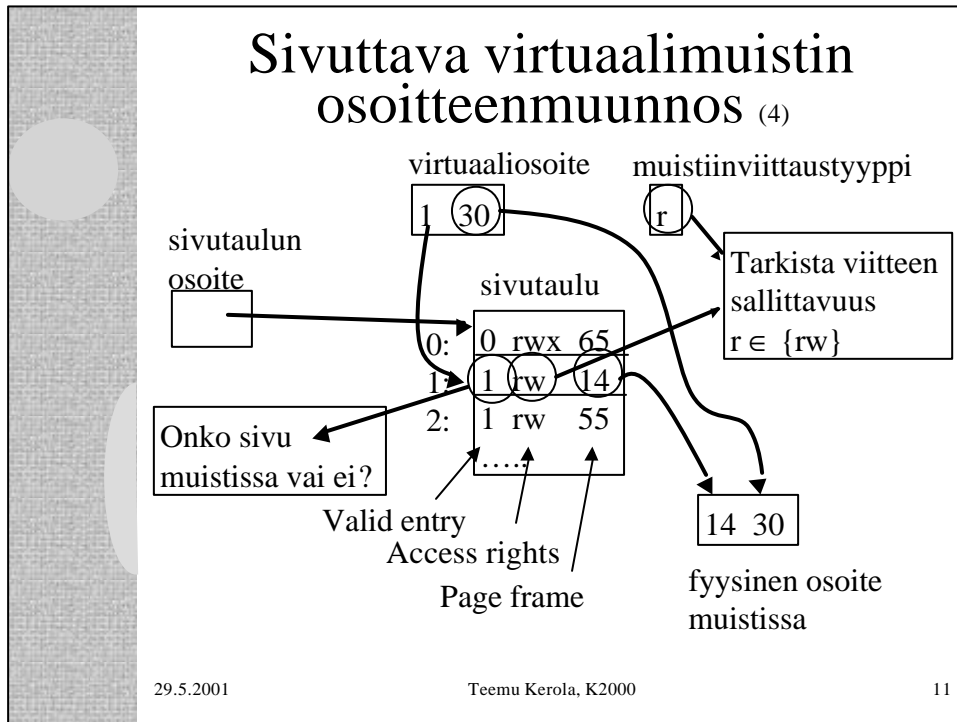 Sivuttava virtuaalimuistin
osoitteenmuunnos (4)
virtuaaliosoite
muistiinviittaustyyppi
1 30
r
sivutaulun
osoite
sivutaulu
Tarkista viitteen
sallittavuus
r ∈ {rw}
0: 0 rwx 65
1: 1 rw 14
2: 1 rw 55
.....
Onko sivu
muistissa vai ei?
Valid entry
Access rights
Page frame
14 30
fyysinen osoite
muistissa
29.5.2001
Teemu Kerola, K2000
11